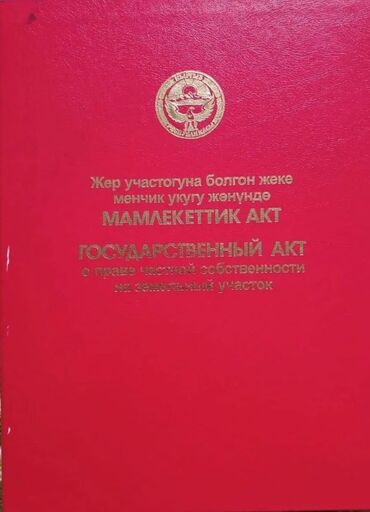 Жер участогуна болгон жеке
менчик укугу жөнүндө
МАМЛЕКЕТТИК АКТ
ГОСУДАРСТВЕННЫЙ АКТ
о праве частной собственности
на земельный участок